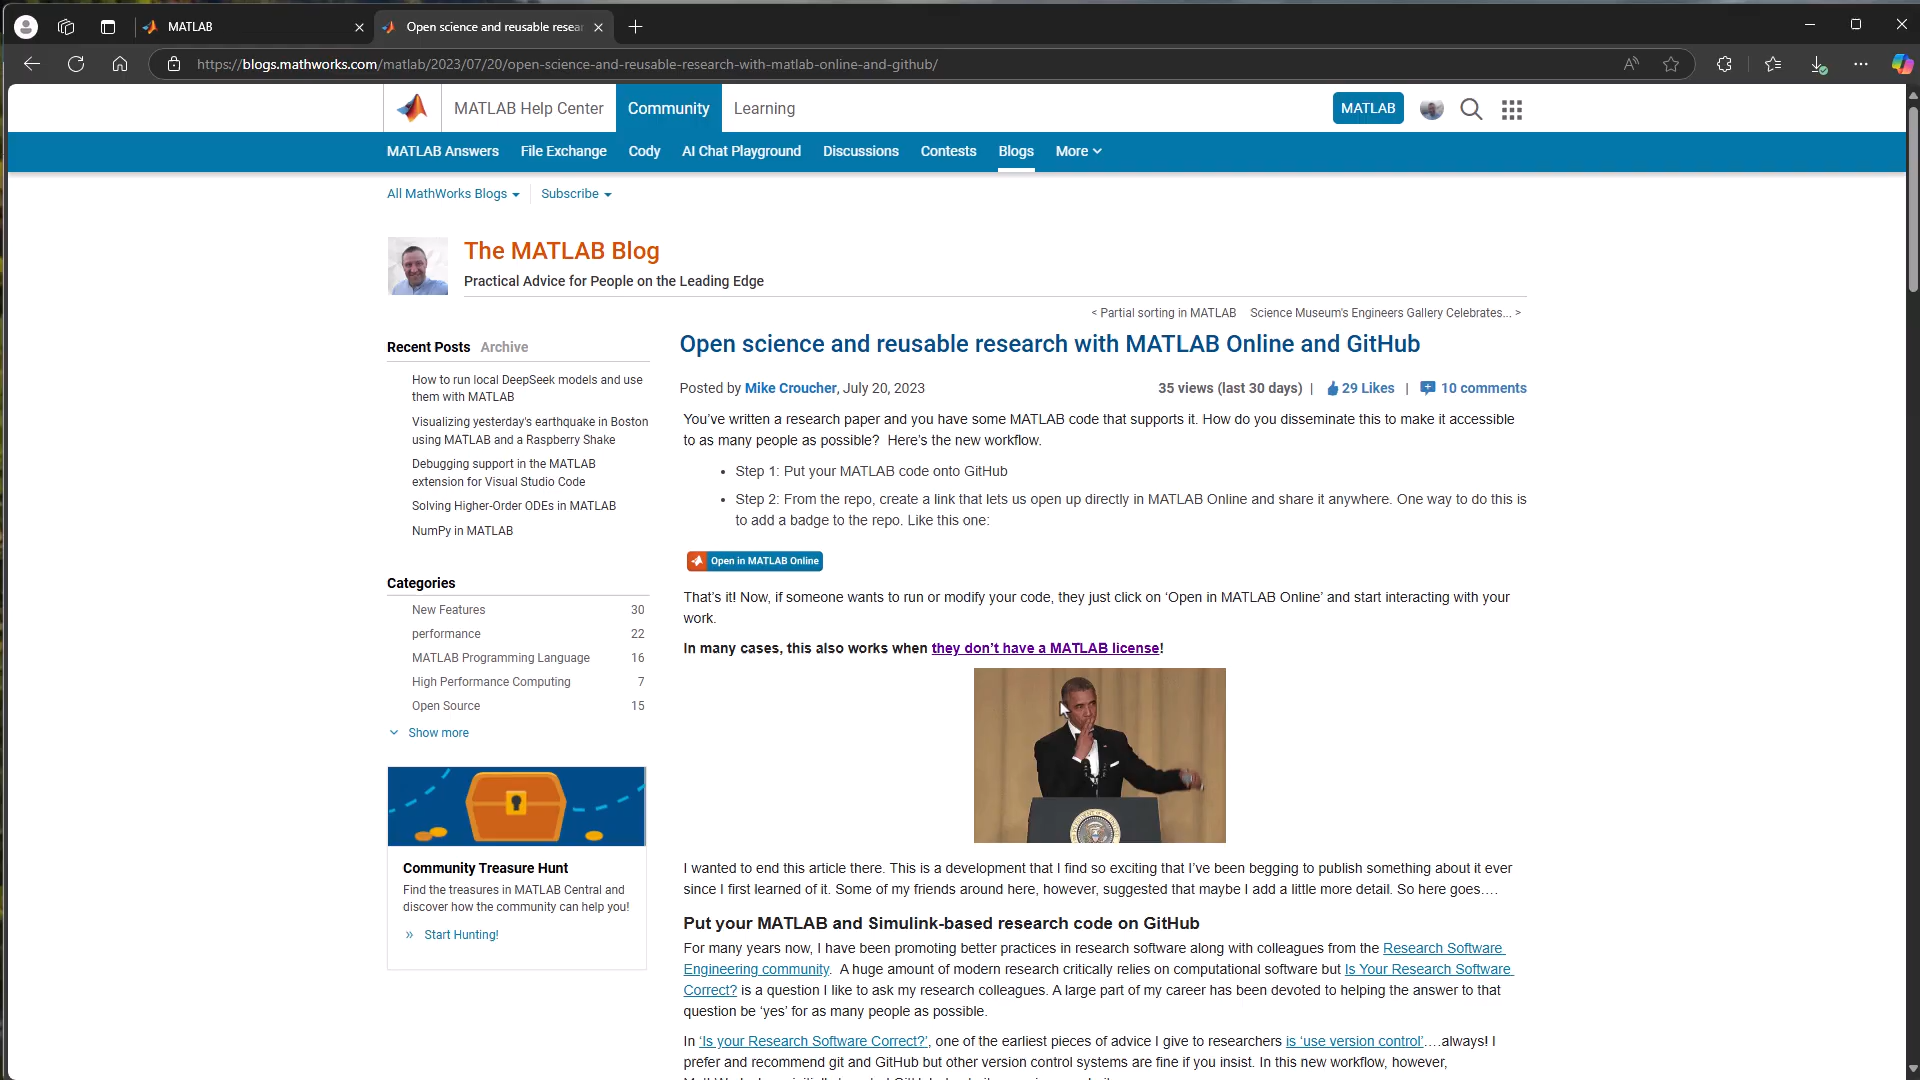 MATLAB
Open science and reusable resear
https://blogs.mathworks.com/matlab/2023/07/20/open-science-and-reusable-research-with-matlab-online-and-github/
MATLAB Help Center
Community
Learning
MATLAB
MATLAB Answers
File Exchange
Cody
AI Chat Playground
Discussions
Contests
Blogs
More
All MathWorks Blogs
Subscribe
The MATLAB Blog
Practical Advice for People on the Leading Edge
< Partial sorting in MATLAB
Science Museum's Engineers Gallery Celebrates... >
Recent Posts
Archive
How to run local DeepSeek models and use
them with MATLAB
Visualizing yesterday's earthquake in Boston
using MATLAB and a Raspberry Shake
Debugging support in the MATLAB
extension for Visual Studio Code
Solving Higher-Order ODEs in MATLAB
NumPy in MATLAB
Categories
New Features 30
performance 22
MATLAB Programming Language 16
High Performance Computing 7
Open Source 15
Show more
Community Treasure Hunt
Find the treasures in MATLAB Central and
discover how the community can help you!
» Start Hunting!
Open science and reusable research with MATLAB Online and GitHub
Posted by Mike Croucher, July 20, 2023
35 views (last 30 days) | 29 Likes | 10 comments
You've written a research paper and you have some MATLAB code that supports it. How do you disseminate this to make it accessible
to as many people as possible? Here's the new workflow.
• Step 1: Put your MATLAB code onto GitHub
• Step 2: From the repo, create a link that lets us open up directly in MATLAB Online and share it anywhere. One way to do this is
to add a badge to the repo. Like this one:
Open in MATLAB Online
That's it! Now, if someone wants to run or modify your code, they just click on ‘Open in MATLAB Online’ and start interacting with your
work.
In many cases, this also works when they don't have a MATLAB license!
I wanted to end this article there. This is a development that I find so exciting that I've been begging to publish something about it ever
since I first learned of it. Some of my friends around here, however, suggested that maybe I add a little more detail. So here goes....
Put your MATLAB and Simulink-based research code on GitHub
For many years now, I have been promoting better practices in research software along with colleagues from the Research Software
Engineering community. A huge amount of modern research critically relies on computational software but Is Your Research Software
Correct? is a question I like to ask my research colleagues. A large part of my career has been devoted to helping the answer to that
question be ‘yes’ for as many people as possible.
In ‘Is your Research Software Correct?’, one of the earliest pieces of advice I give to researchers is ‘use version control’....always! I
prefer and recommend git and GitHub but other version control systems are fine if you insist. In this new workflow, however,